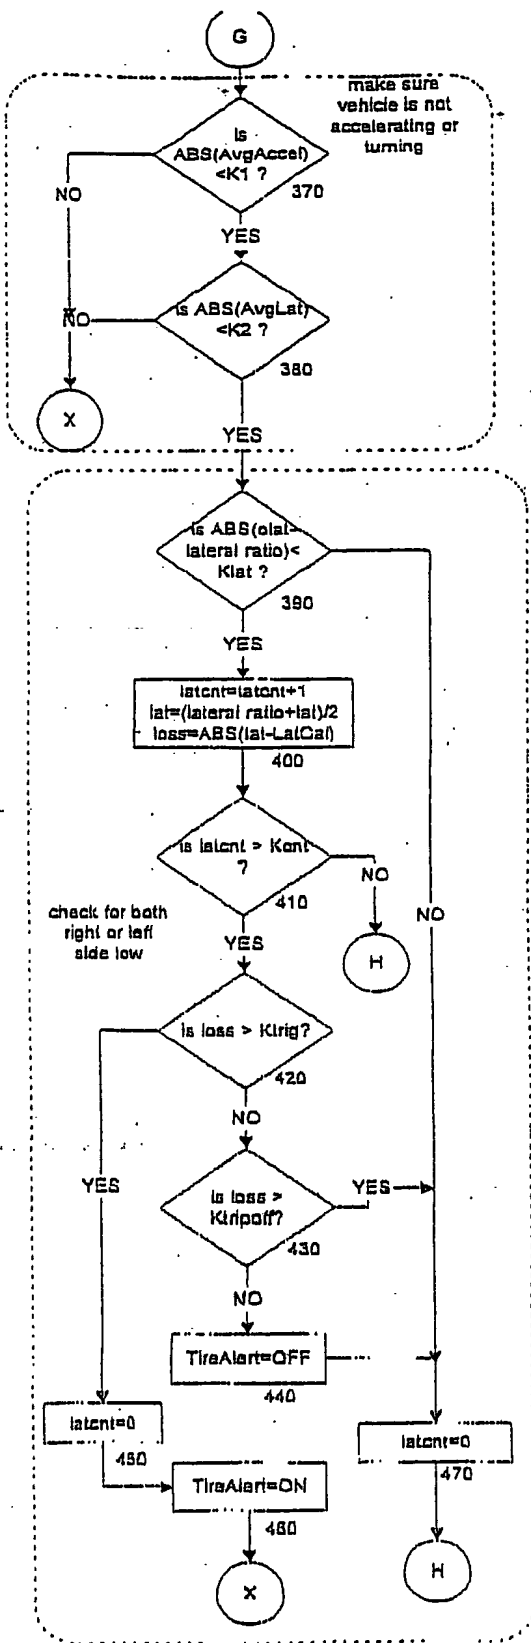 G
make sure
vehicle is not
accelerating or
turning
Is
ABS(AvgAccel)
<K1 ?
370
NO
YES
Is ABS(AvgLat)
<K2 ?
NO
380
X
YES
Is ABS(olat-
lateral ratio)<
Klat ?
390
YES
latcnt=latcnt+1
lat=(lateral ratio+lat)/2
loss=ABS(lat-LatCal)
400
Is latcnt > Kcnt
?
NO
410
NO
check for both
right or left
side low
YES
H
Is loss > Ktrig?
420
NO
YES
Is loss >
Ktripoff?
YES
430
NO
TireAlert=OFF
440
latcnt=0
450
latcnt=0
470
TireAlert=ON
460
X
H